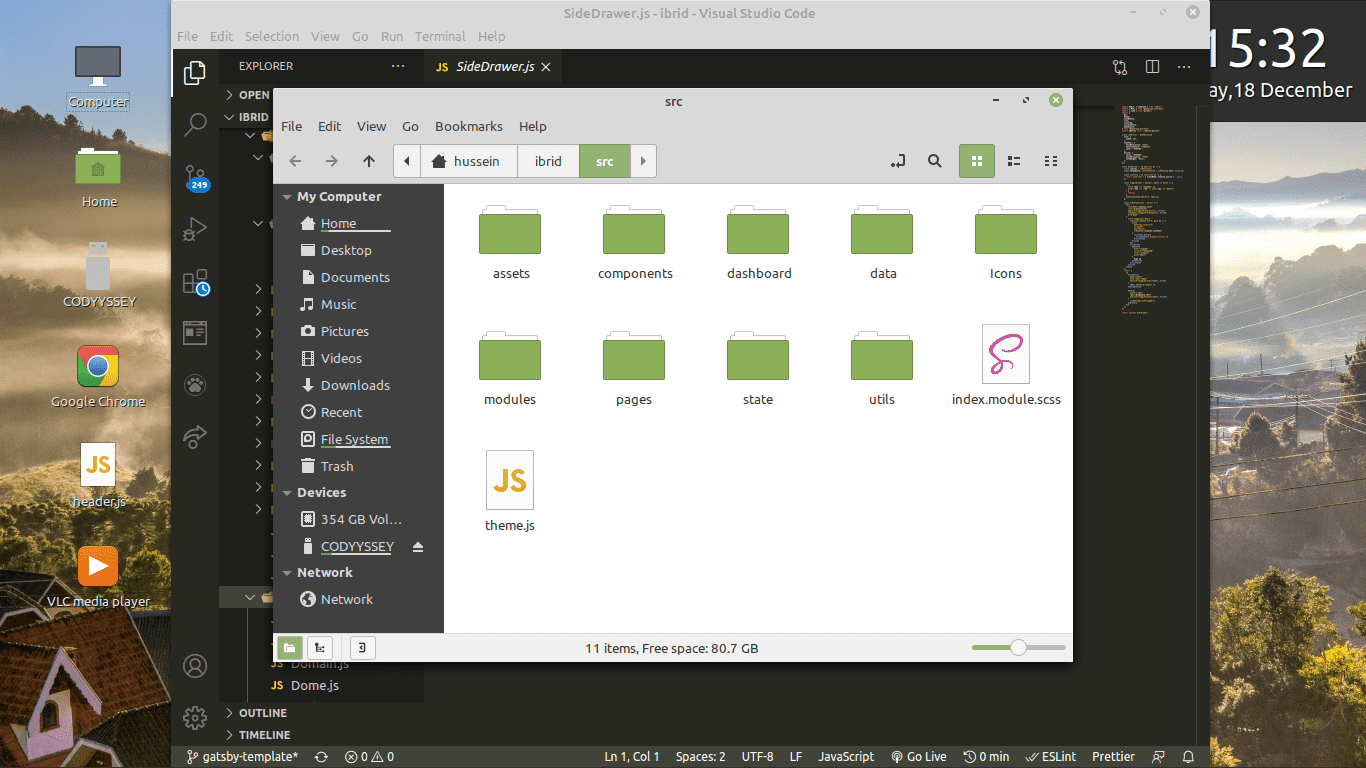 SideDrawer.js - ibrid - Visual Studio Code
File Edit Selection View Go Run Terminal Help
EXPLORER
SideDrawer.js
OPEN
IBRID
249
Domain.js
Dome.js
OUTLINE
TIMELINE
gatsby-template* 0 0 Ln 1, Col 1 Spaces: 2 UTF-8 LF JavaScript Go Live 0 min ESLint Prettier
src
File Edit View Go Bookmarks Help
hussein ibrid src
My Computer
Home
Desktop
Documents
Music
Pictures
Videos
Downloads
Recent
File System
Trash
Devices
354 GB Vol...
CODYYSSEY
Network
Network
assets components dashboard data Icons
modules pages state utils index.module.scss
JS
theme.js
11 items, Free space: 80.7 GB
Computer
Home
CODYYSSEY
Google Chrome
JS
header.js
VLC media player
15:32
ay,18 December